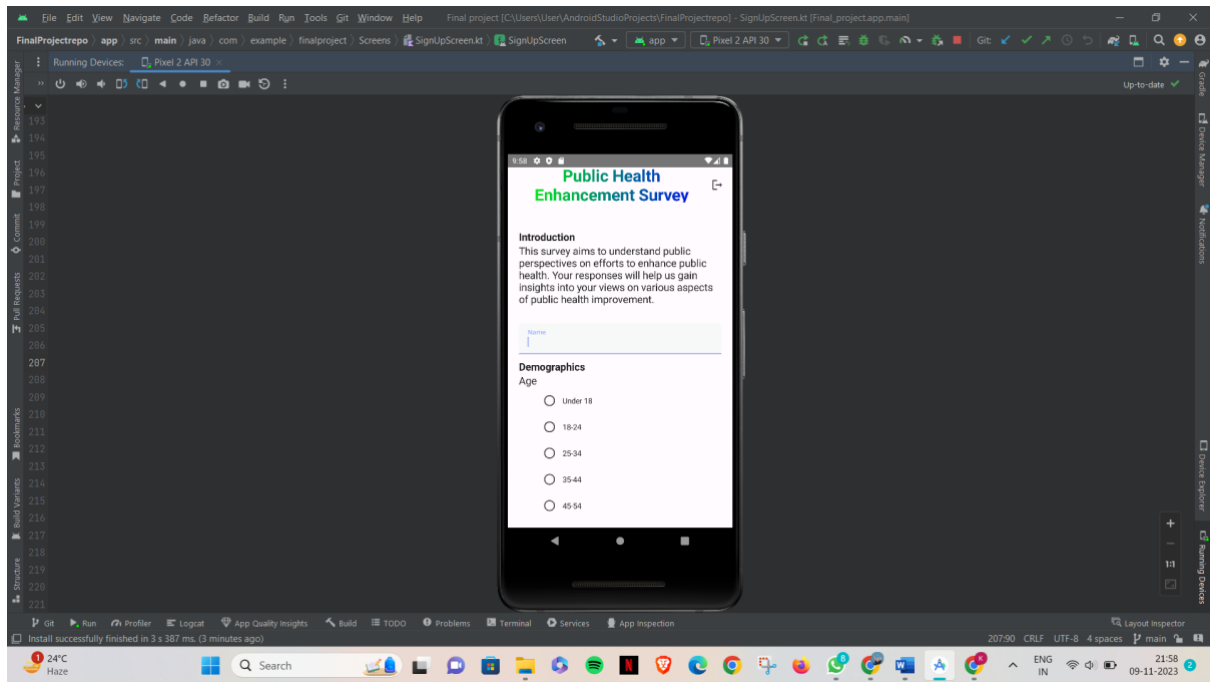 File Edit View Navigate Code Refactor Build Run Tools Git Window Help Final project [C:\Users\User\AndroidStudioProjects\FinalProjectrepo] - SignUpScreen.kt [Final_project.app.main]
FinalProjectrepo app src main java com example finalproject Screens SignUpScreen.kt SignUpScreen app Pixel 2 API 30 Git:
Running Devices: Pixel 2 API 30
Up-to-date
Resource Manager
Project
Commit
Pull Requests
Bookmarks
Build Variants
Structure
193
194
195
196
197
198
199
200
201
202
203
204
205
206
207
208
209
210
211
212
213
214
215
216
217
218
219
220
221
9:58
Public Health
Enhancement Survey
Introduction
This survey aims to understand public
perspectives on efforts to enhance public
health. Your responses will help us gain
insights into your views on various aspects
of public health improvement.
Name
Demographics
Age
Under 18
18-24
25-34
35-44
45-54
1:1
Gradle
Device Manager
Notifications
Device Explorer
Running Devices
Git Run Profiler Logcat App Quality Insights Build TODO Problems Terminal Services App Inspection Layout Inspector
Install successfully finished in 3 s 387 ms. (3 minutes ago) 207:90 CRLF UTF-8 4 spaces main
1 24°C
Haze
Search
ENG
IN
21:58
09-11-2023
2